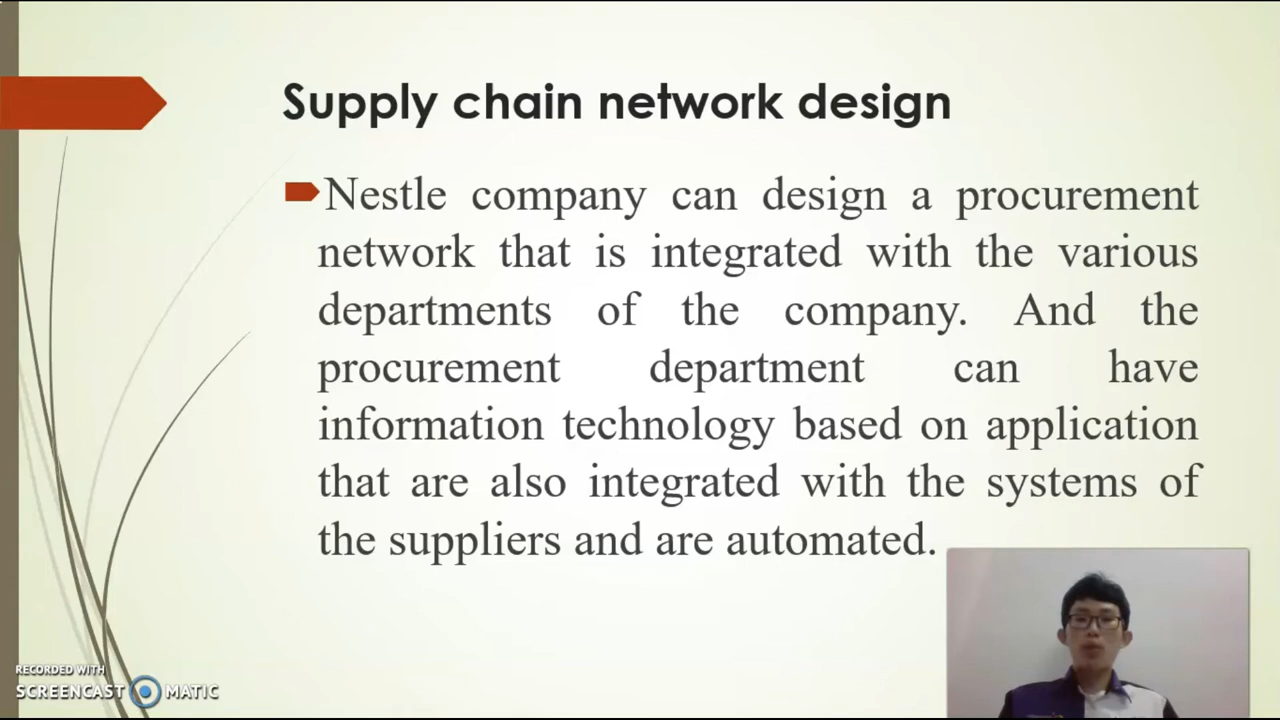 Supply chain network design
Nestle company can design a procurement
network that is integrated with the various
departments of the company. And the
procurement department can have
information technology based on application
that are also integrated with the systems of
the suppliers and are automated.
RECORDED WITH
SCREENCAST MATIC